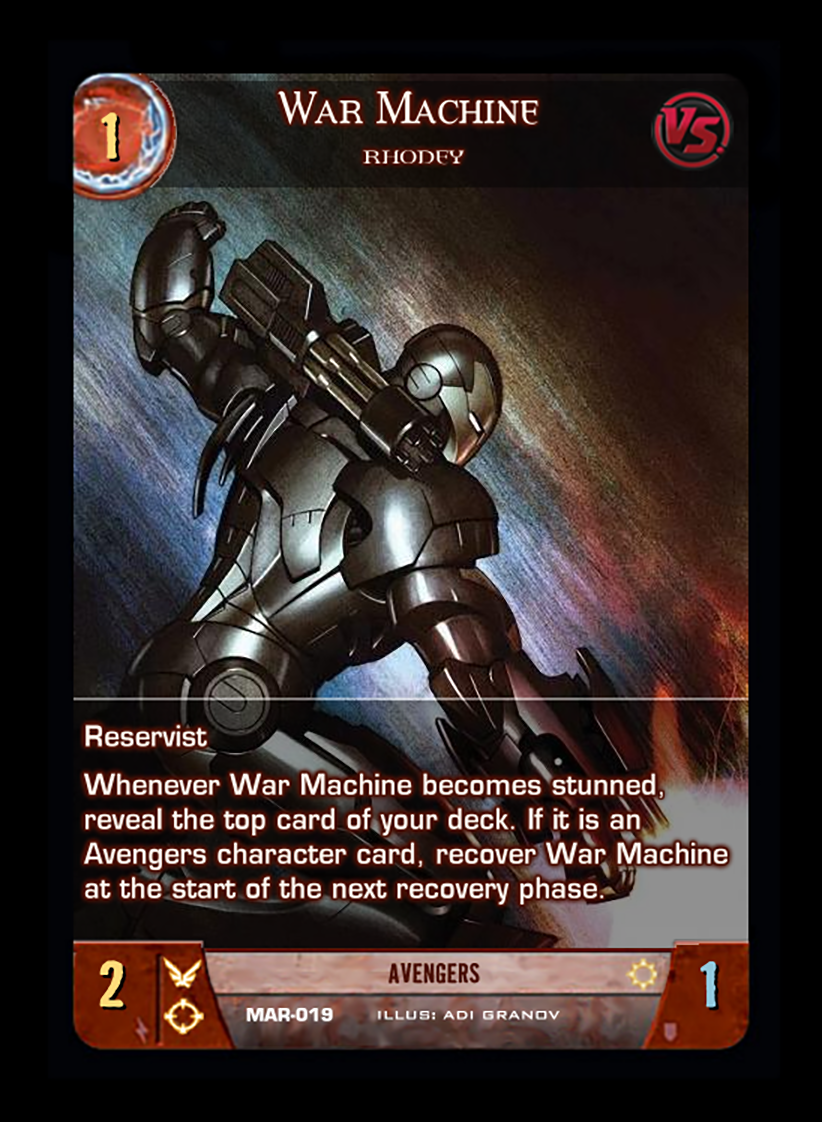 1
War Machine
Rhodey
VS.
Reservist
Whenever War Machine becomes stunned,
reveal the top card of your deck. If it is an
Avengers character card, recover War Machine
at the start of the next recovery phase.
2
AVENGERS
1
MAR-019 ILLUS: ADI GRANOV